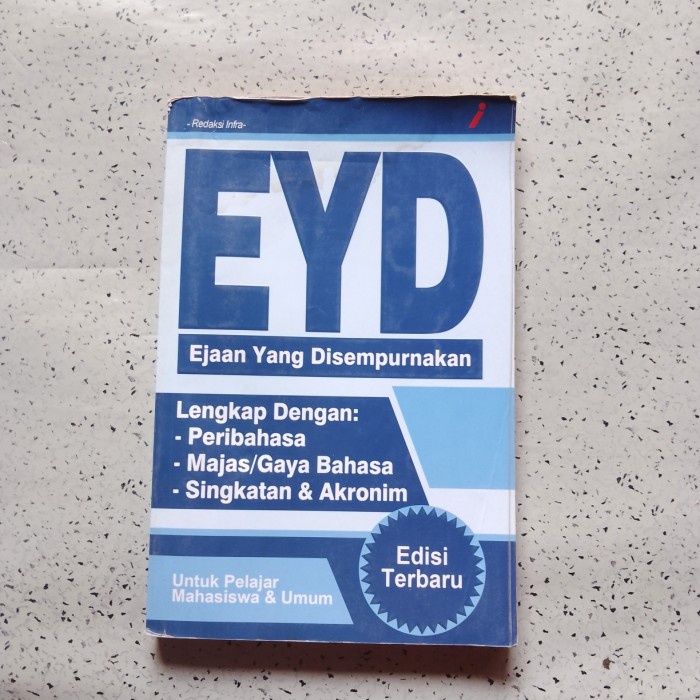 - Redaksi Infra-
i
EYD
Ejaan Yang Disempurnakan
Lengkap Dengan:
- Peribahasa
- Majas/Gaya Bahasa
- Singkatan & Akronim
Edisi
Terbaru
Untuk Pelajar
Mahasiswa & Umum